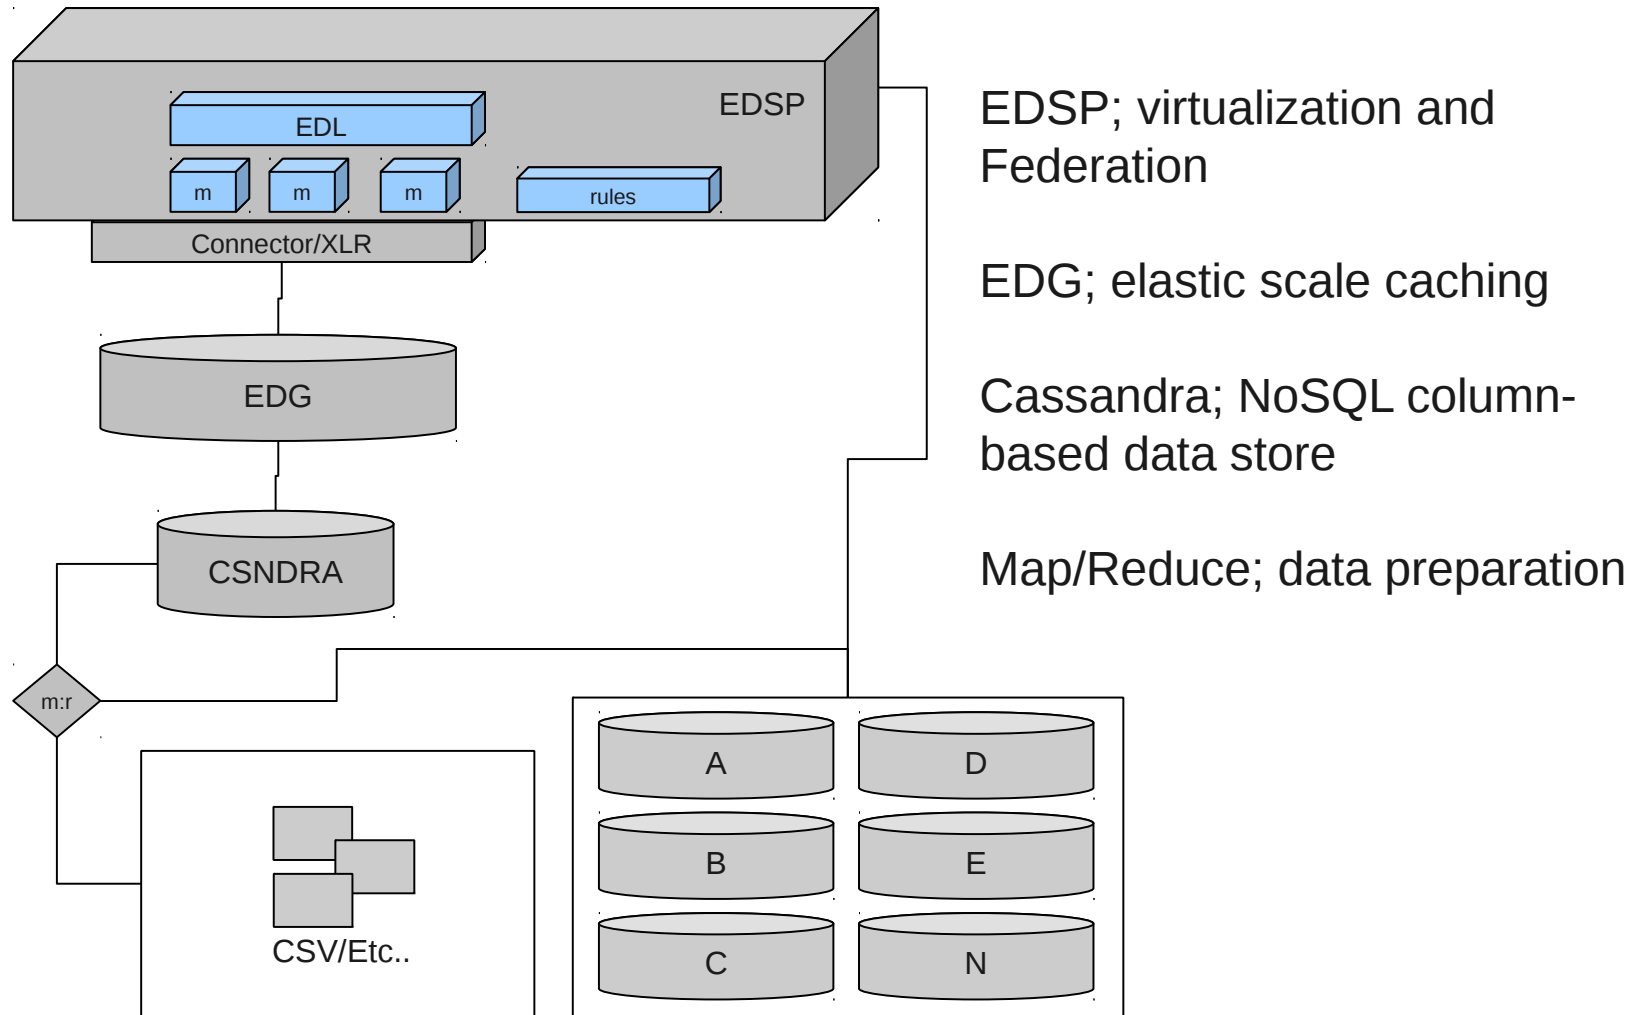 EDSP
EDL
m m m
rules
Connector/XLR
EDG
CSNDRA
m:r
CSV/Etc..
A D
B E
C N
EDSP; virtualization and
Federation
EDG; elastic scale caching
Cassandra; NoSQL column-
based data store
Map/Reduce; data preparation